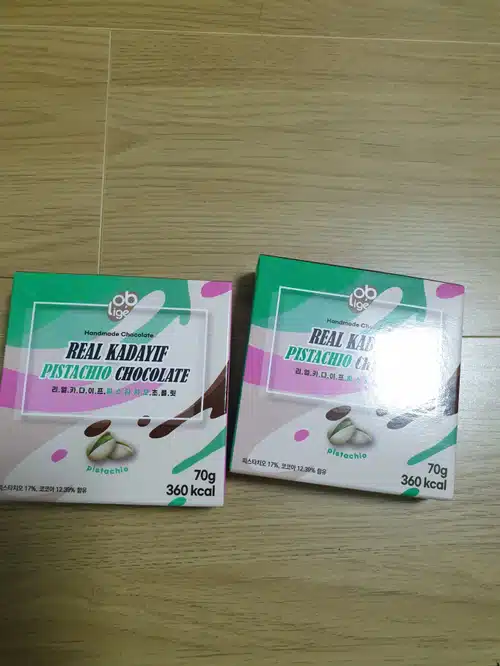 oblige
Handmade Chocolate
REAL KADAYIF
PISTACHIO CHOCOLATE
리.얼.카.다.이.프.피.스.타.치.오.초.콜.릿
pistachio
70g
360 kcal
피스타치오 17%, 코코아 12.39% 함유
oblige
Handmade Chocolate
REAL
PISTACHIO
리.얼.카.다.이.프
pistachio
70g
360 kcal
피스타치오 17%, 코코아 12.39% 함유